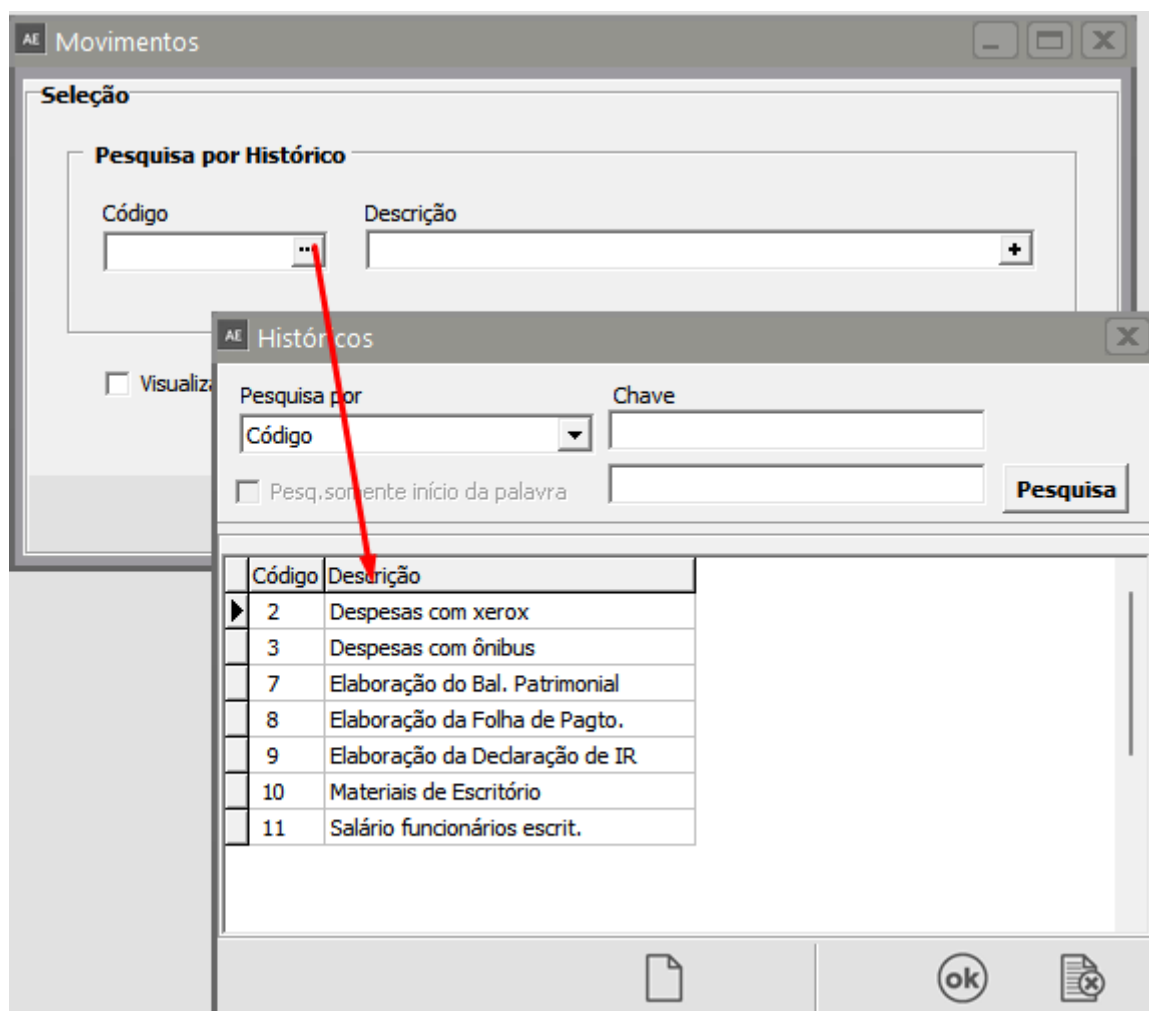 AE Movimentos
Seleção
Pesquisa por Histórico
Código Descrição
... +
AE Históricos
Visualiza
Pesquisa por Chave
Código
Pesq.somente início da palavra Pesquisa
Código Descrição
2 Despesas com xerox
3 Despesas com ônibus
7 Elaboração do Bal. Patrimonial
8 Elaboração da Folha de Pagto.
9 Elaboração da Declaração de IR
10 Materiais de Escritório
11 Salário funcionários escrit.
ok